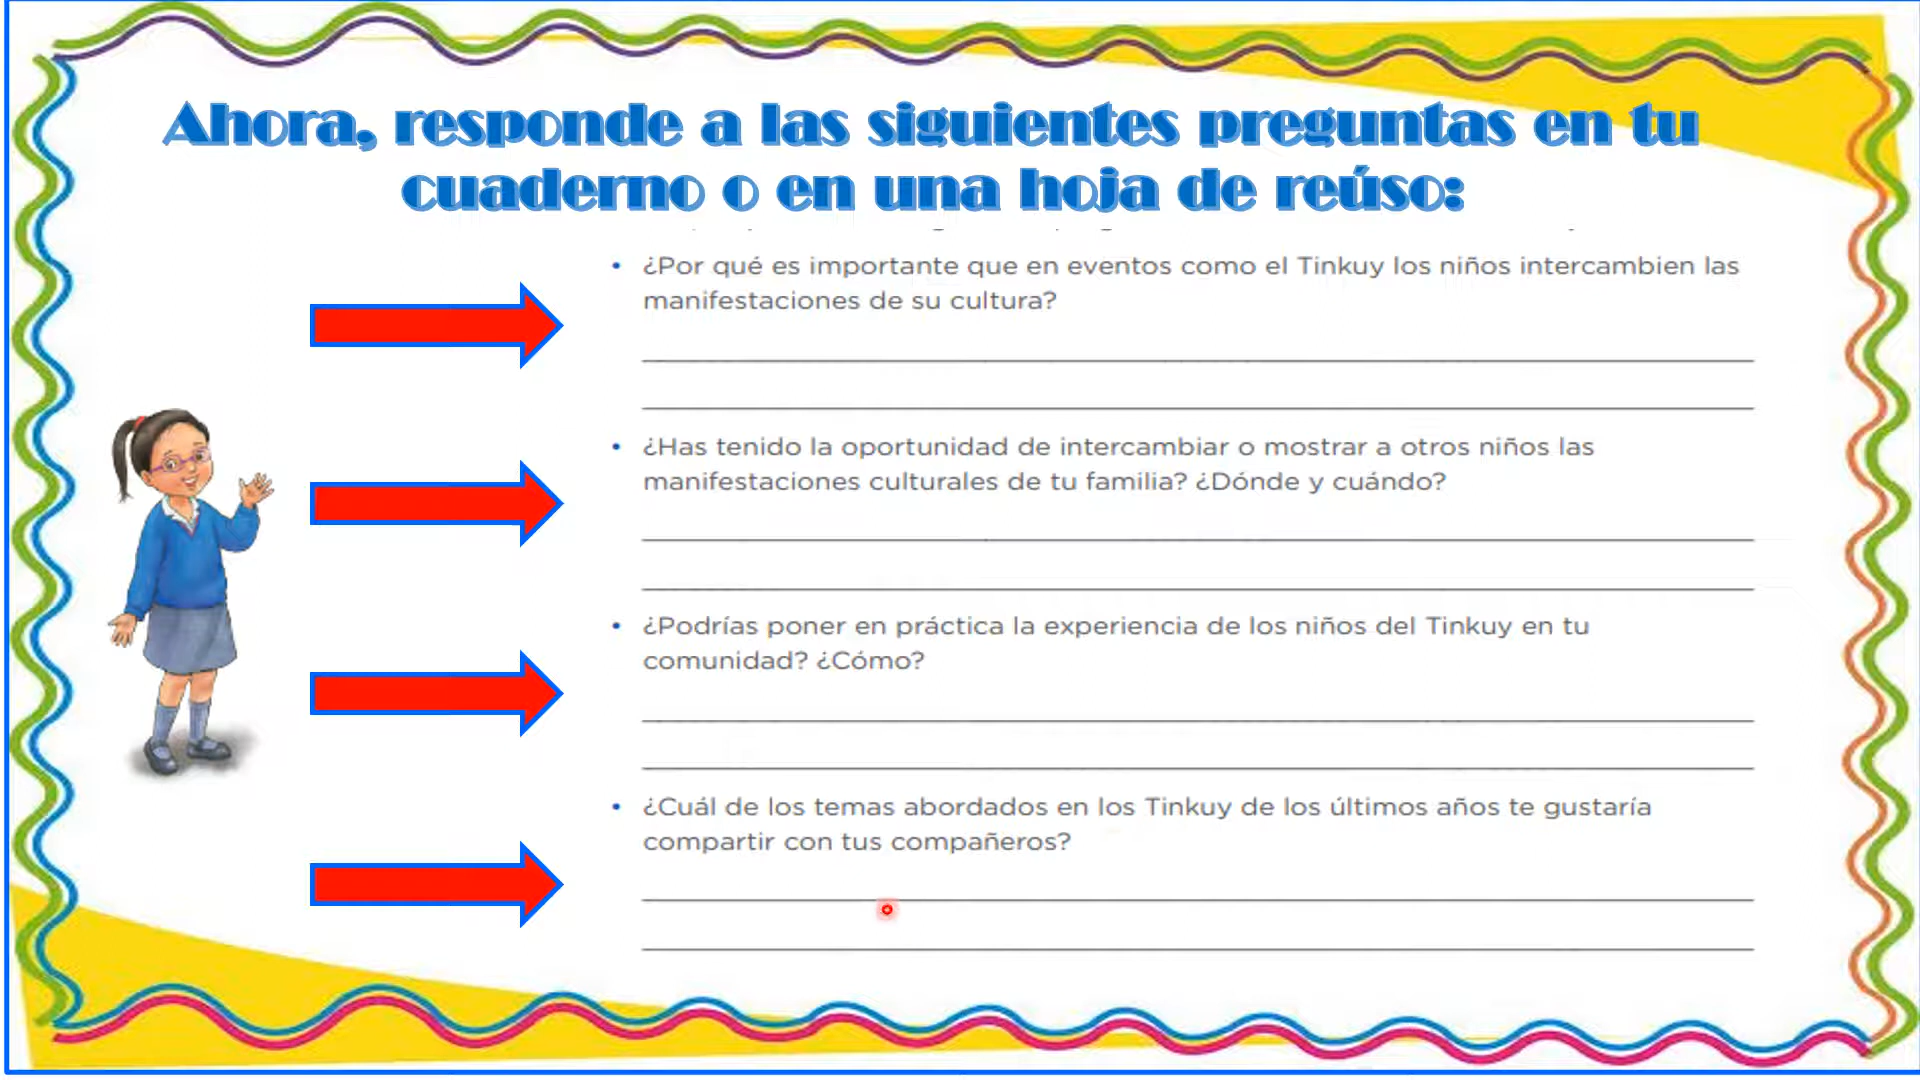 Ahora, responde a las siguientes preguntas en tu
cuaderno o en una hoja de reúso:
• ¿Por qué es importante que en eventos como el Tinkuy los niños intercambien las
manifestaciones de su cultura?
• ¿Has tenido la oportunidad de intercambiar o mostrar a otros niños las
manifestaciones culturales de tu familia? ¿Dónde y cuándo?
• ¿Podrías poner en práctica la experiencia de los niños del Tinkuy en tu
comunidad? ¿Cómo?
• ¿Cuál de los temas abordados en los Tinkuy de los últimos años te gustaría
compartir con tus compañeros?